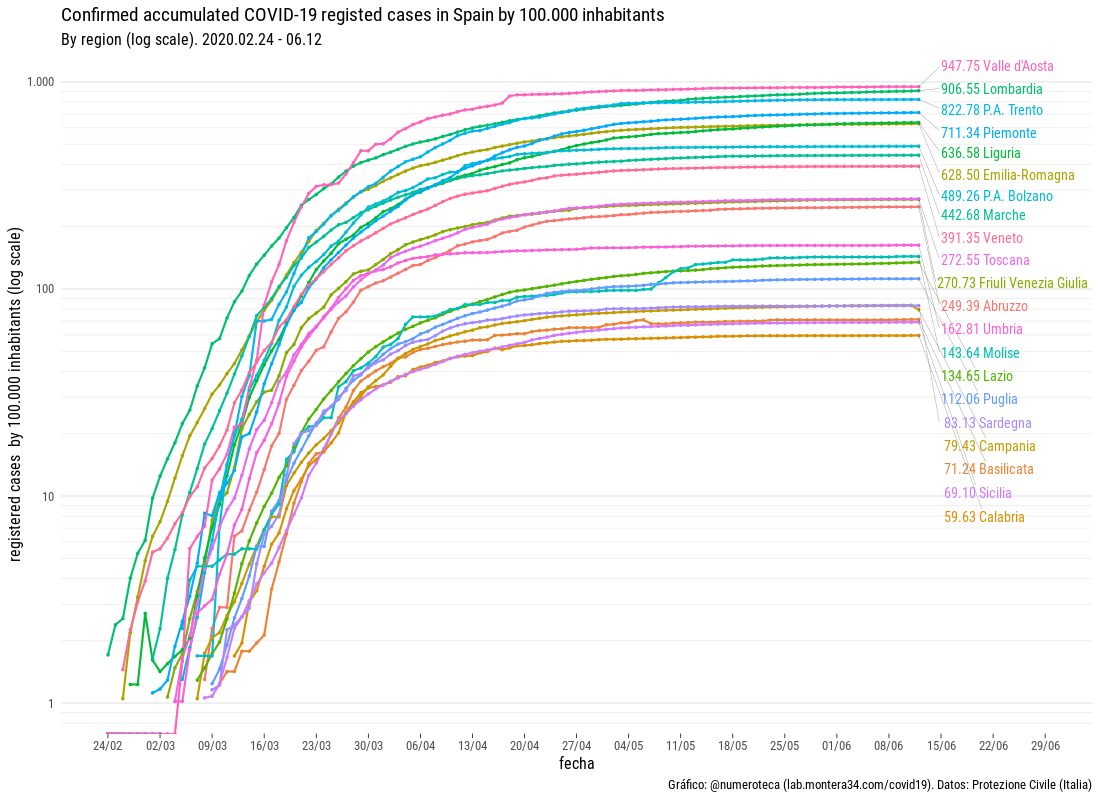 Confirmed accumulated COVID-19 registed cases in Spain by 100.000 inhabitants
By region (log scale). 2020.02.24 - 06.12
registered cases by 100.000 inhabitants (log scale)
1.000
100
10
1
947.75 Valle d'Aosta
906.55 Lombardia
822.78 P.A. Trento
711.34 Piemonte
636.58 Liguria
628.50 Emilia-Romagna
489.26 P.A. Bolzano
442.68 Marche
391.35 Veneto
272.55 Toscana
270.73 Friuli Venezia Giulia
249.39 Abruzzo
162.81 Umbria
143.64 Molise
134.65 Lazio
112.06 Puglia
83.13 Sardegna
79.43 Campania
71.24 Basilicata
69.10 Sicilia
59.63 Calabria
24/02 02/03 09/03 16/03 23/03 30/03 06/04 13/04 20/04 27/04 04/05 11/05 18/05 25/05 01/06 08/06 15/06 22/06 29/06
fecha
Gráfico: @numeroteca (lab.montera34.com/covid19). Datos: Protezione Civile (Italia)